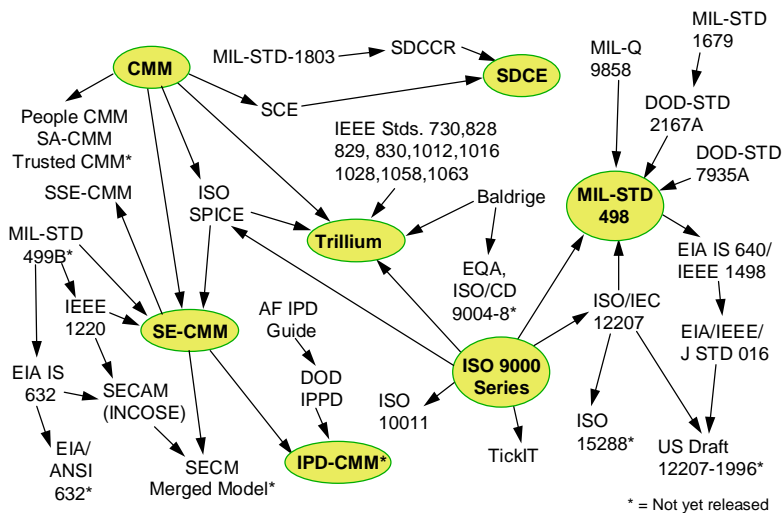 CMM
MIL-STD-1803
SDCCR
SDCE
SCE
MIL-Q
9858
MIL-STD
1679
DOD-STD
2167A
DOD-STD
7935A
MIL-STD
498
People CMM
SA-CMM
Trusted CMM*
IEEE Stds. 730,828
829, 830,1012,1016
1028,1058,1063
SSE-CMM
ISO
SPICE
Baldrige
Trillium
MIL-STD
499B*
IEEE
1220
SE-CMM
AF IPD
Guide
EQA,
ISO/CD
9004-8*
ISO/IEC
12207
EIA IS 640/
IEEE 1498
EIA/IEEE/
J STD 016
EIA IS
632
SECAM
(INCOSE)
DOD
IPPD
ISO
10011
ISO 9000
Series
EIA/
ANSI
632*
SECM
Merged Model*
IPD-CMM*
TickIT
ISO
15288*
US Draft
12207-1996*
* = Not yet released